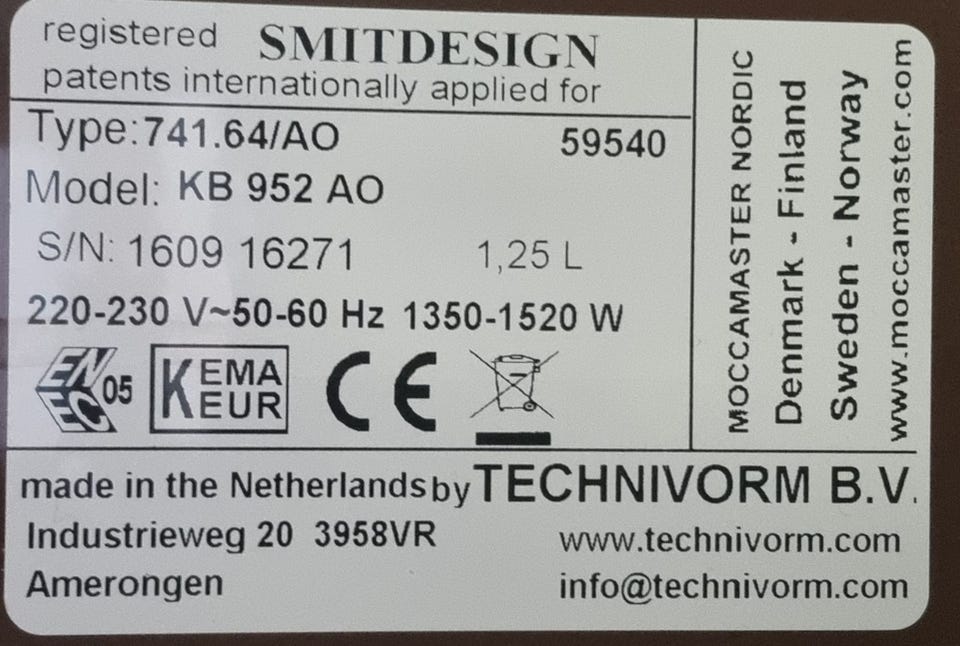 registered SMITDESIGN
patents internationally applied for
Type:741.64/AO 59540
Model: KB 952 AO
S/N: 1609 16271 1,25 L
220-230 V~50-60 Hz 1350-1520 W
ENEC 05 KEMA KEUR CE
MOCCAMASTER NORDIC
Denmark - Finland
Sweden - Norway
www.moccamaster.com
made in the Netherlands by TECHNIVORM B.V.
Industrieweg 20 3958VR www.technivorm.com
Amerongen info@technivorm.com